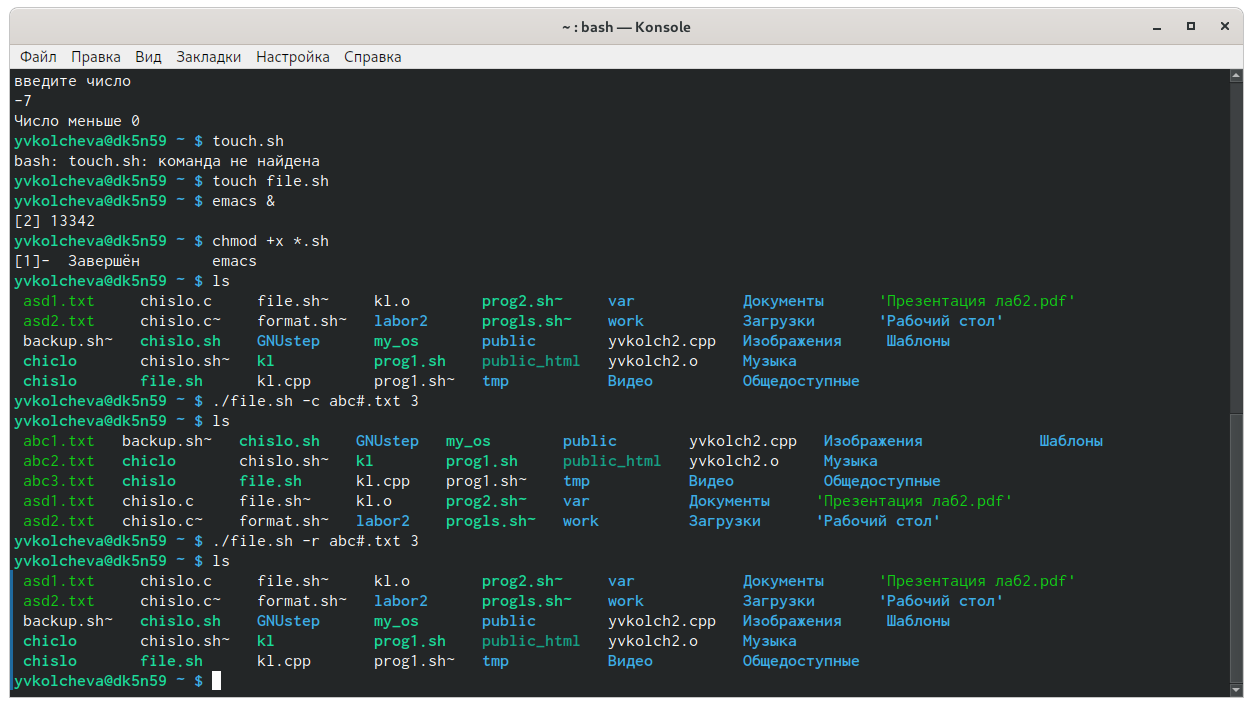 ~ : bash — Konsole
Файл Правка Вид Закладки Настройка Справка
введите число
-7
Число меньше 0
yvkolcheva@dk5n59 ~ $ touch.sh
bash: touch.sh: команда не найдена
yvkolcheva@dk5n59 ~ $ touch file.sh
yvkolcheva@dk5n59 ~ $ emacs &
[2] 13342
yvkolcheva@dk5n59 ~ $ chmod +x *.sh
[1]- Завершён emacs
yvkolcheva@dk5n59 ~ $ ls
asd1.txt chislo.c file.sh~ kl.o prog2.sh~ var Документы 'Презентация лаб2.pdf'
asd2.txt chislo.c~ format.sh~ labor2 progls.sh~ work Загрузки 'Рабочий стол'
backup.sh~ chislo.sh GNUstep my_os public yvkolch2.cpp Изображения Шаблоны
chiclo chislo.sh~ kl prog1.sh public_html yvkolch2.o Музыка
chislo file.sh kl.cpp prog1.sh~ tmp Видео Общедоступные
yvkolcheva@dk5n59 ~ $ ./file.sh -c abc#.txt 3
yvkolcheva@dk5n59 ~ $ ls
abc1.txt backup.sh~ chislo.sh GNUstep my_os public yvkolch2.cpp Изображения Шаблоны
abc2.txt chiclo chislo.sh~ kl prog1.sh public_html yvkolch2.o Музыка
abc3.txt chislo file.sh kl.cpp prog1.sh~ tmp Видео Общедоступные
asd1.txt chislo.c file.sh~ kl.o prog2.sh~ var Документы 'Презентация лаб2.pdf'
asd2.txt chislo.c~ format.sh~ labor2 progls.sh~ work Загрузки 'Рабочий стол'
yvkolcheva@dk5n59 ~ $ ./file.sh -r abc#.txt 3
yvkolcheva@dk5n59 ~ $ ls
asd1.txt chislo.c file.sh~ kl.o prog2.sh~ var Документы 'Презентация лаб2.pdf'
asd2.txt chislo.c~ format.sh~ labor2 progls.sh~ work Загрузки 'Рабочий стол'
backup.sh~ chislo.sh GNUstep my_os public yvkolch2.cpp Изображения Шаблоны
chiclo chislo.sh~ kl prog1.sh public_html yvkolch2.o Музыка
chislo file.sh kl.cpp prog1.sh~ tmp Видео Общедоступные
yvkolcheva@dk5n59 ~ $